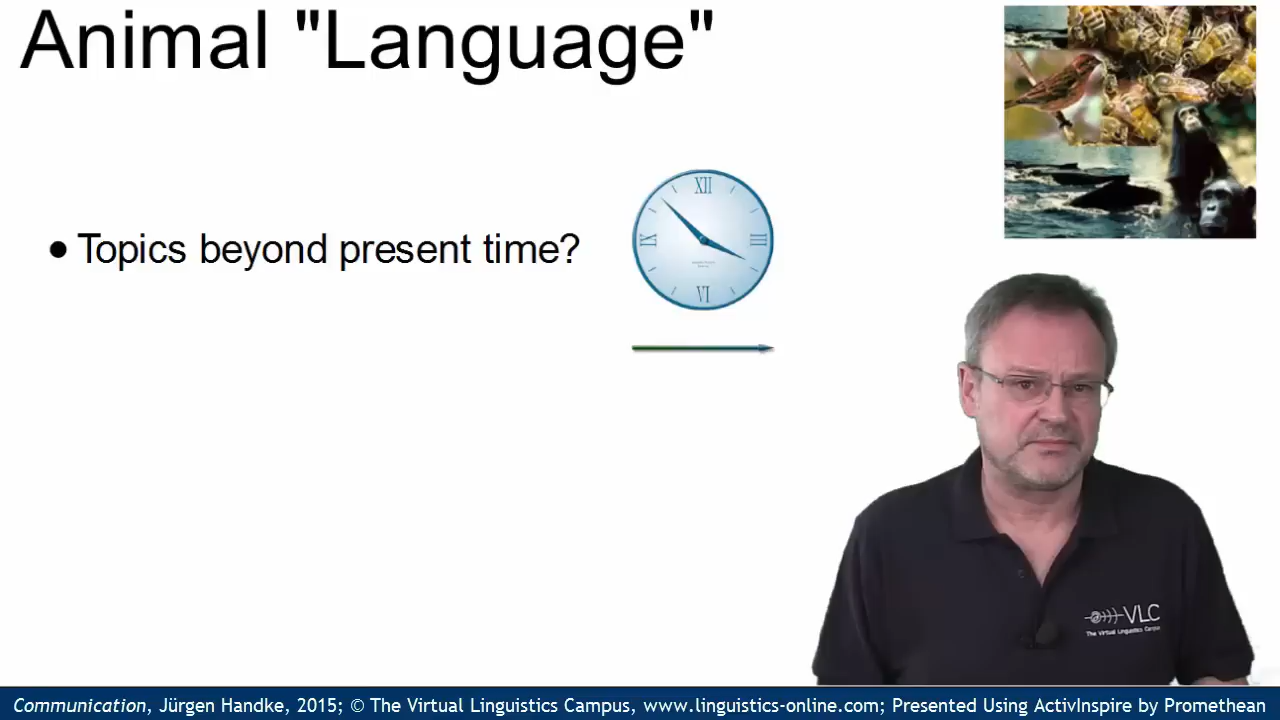 Animal "Language"
• Topics beyond present time?
XII
III
VI
IX
VLC
The Virtual Linguistics Campus
Communication, Jürgen Handke, 2015; © The Virtual Linguistics Campus, www.linguistics-online.com; Presented Using ActivInspire by Promethean